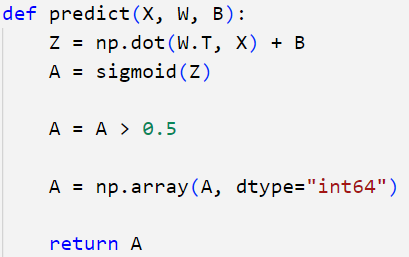 def predict(X, W, B):
    Z = np.dot(W.T, X) + B
    A = sigmoid(Z)

    A = A > 0.5

    A = np.array(A, dtype="int64")

    return A